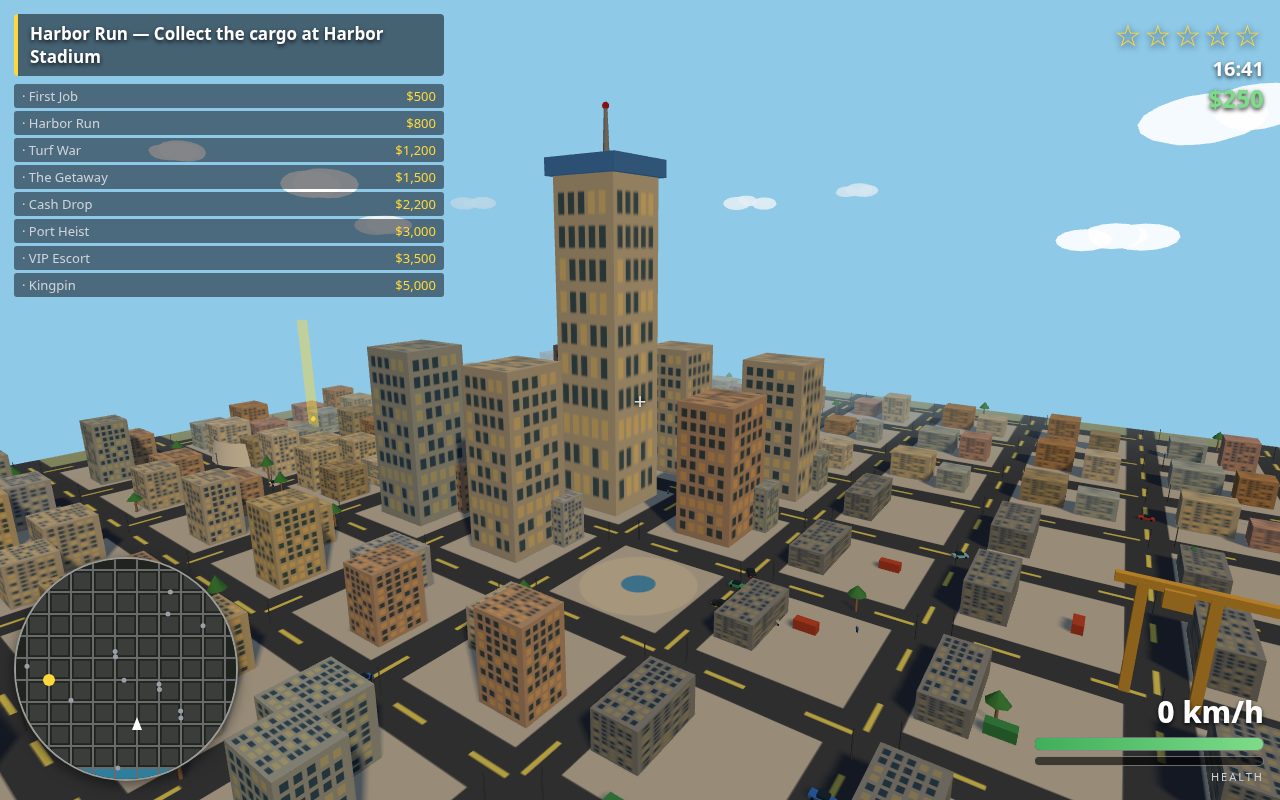 Harbor Run — Collect the cargo at Harbor
Stadium
· First Job $500
· Harbor Run $800
· Turf War $1,200
· The Getaway $1,500
· Cash Drop $2,200
· Port Heist $3,000
· VIP Escort $3,500
· Kingpin $5,000
☆☆☆☆☆
16:41
$250
0 km/h
HEALTH